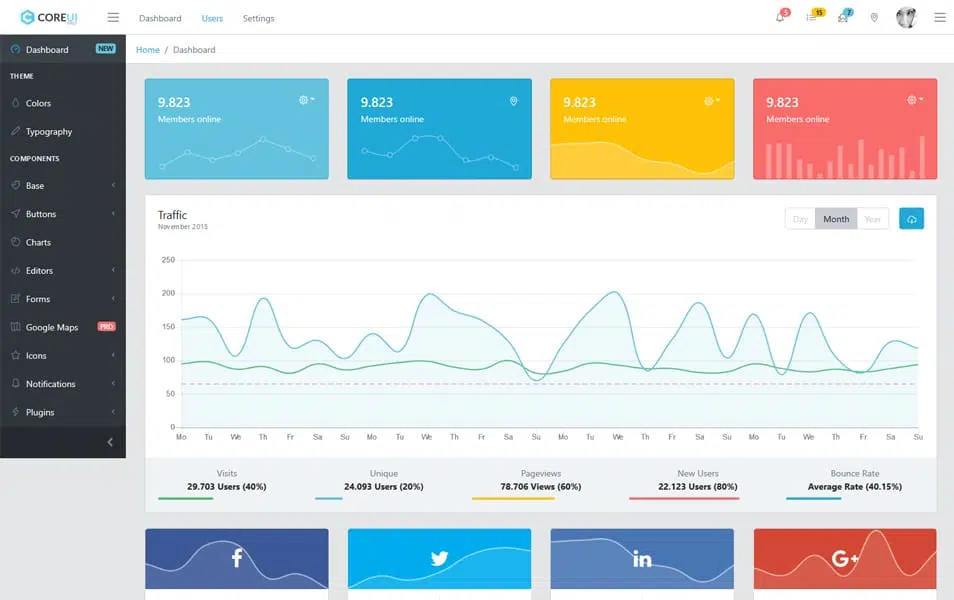 COREUI
Dashboard
Users
Settings
5
15
7
Dashboard NEW
THEME
Colors
Typography
COMPONENTS
Base
Buttons
Charts
Editors
Forms
Google Maps PRO
Icons
Notifications
Plugins
Home / Dashboard
9.823
Members online
9.823
Members online
9.823
Members online
9.823
Members online
Traffic
November 2015
Day Month Year
250
200
150
100
50
0
Mo Tu We Th Fr Sa Su Mo Tu We Th Fr Sa Su Mo Tu We Th Fr Sa Su Mo Tu We Th Fr Sa Su
Visits
29.703 Users (40%)
Unique
24.093 Users (20%)
Pageviews
78.706 Views (60%)
New Users
22.123 Users (80%)
Bounce Rate
Average Rate (40.15%)
f
in
G+